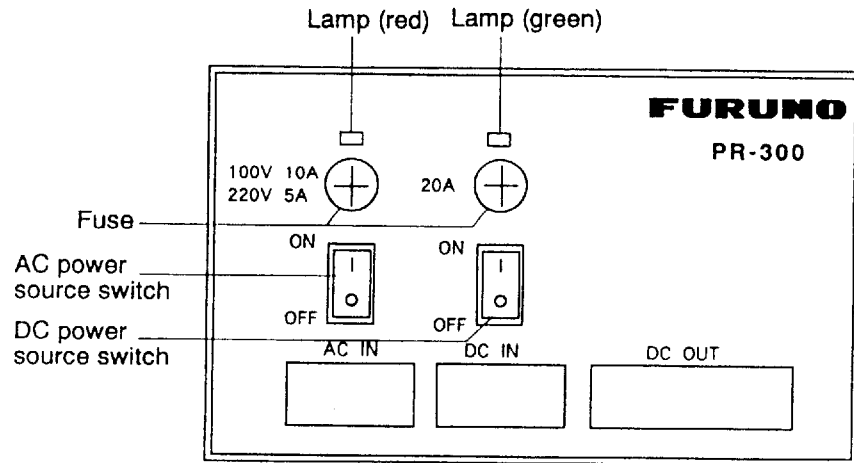 Lamp (red) Lamp (green)
FURUNO
PR-300
100V 10A
220V 5A
20A
Fuse
ON
ON
AC power
source switch
OFF
OFF
DC power
source switch
AC IN
DC IN
DC OUT